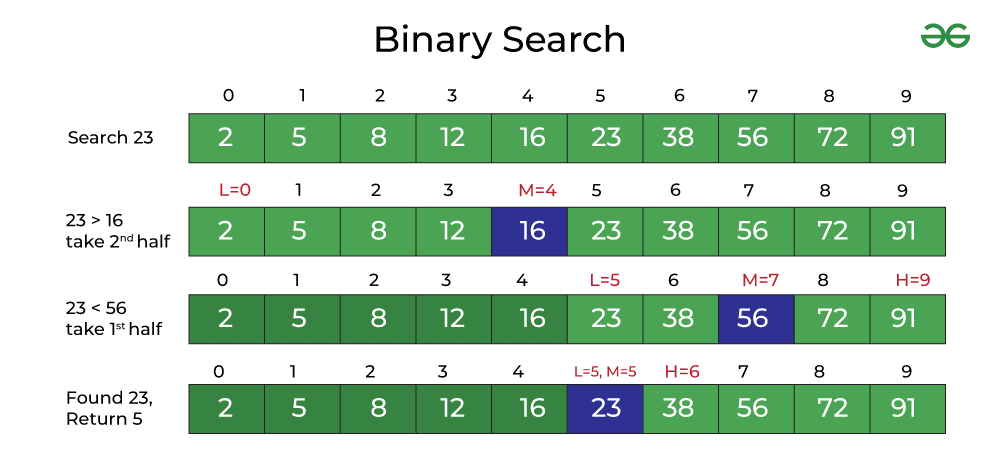 Binary Search
0 1 2 3 4 5 6 7 8 9
Search 23 2 5 8 12 16 23 38 56 72 91
L=0 1 2 3 M=4 5 6 7 8 9
23 > 16
take 2nd half 2 5 8 12 16 23 38 56 72 91
0 1 2 3 4 L=5 6 M=7 8 H=9
23 < 56
take 1st half 2 5 8 12 16 23 38 56 72 91
0 1 2 3 4 L=5, M=5 H=6 7 8 9
Found 23,
Return 5 2 5 8 12 16 23 38 56 72 91